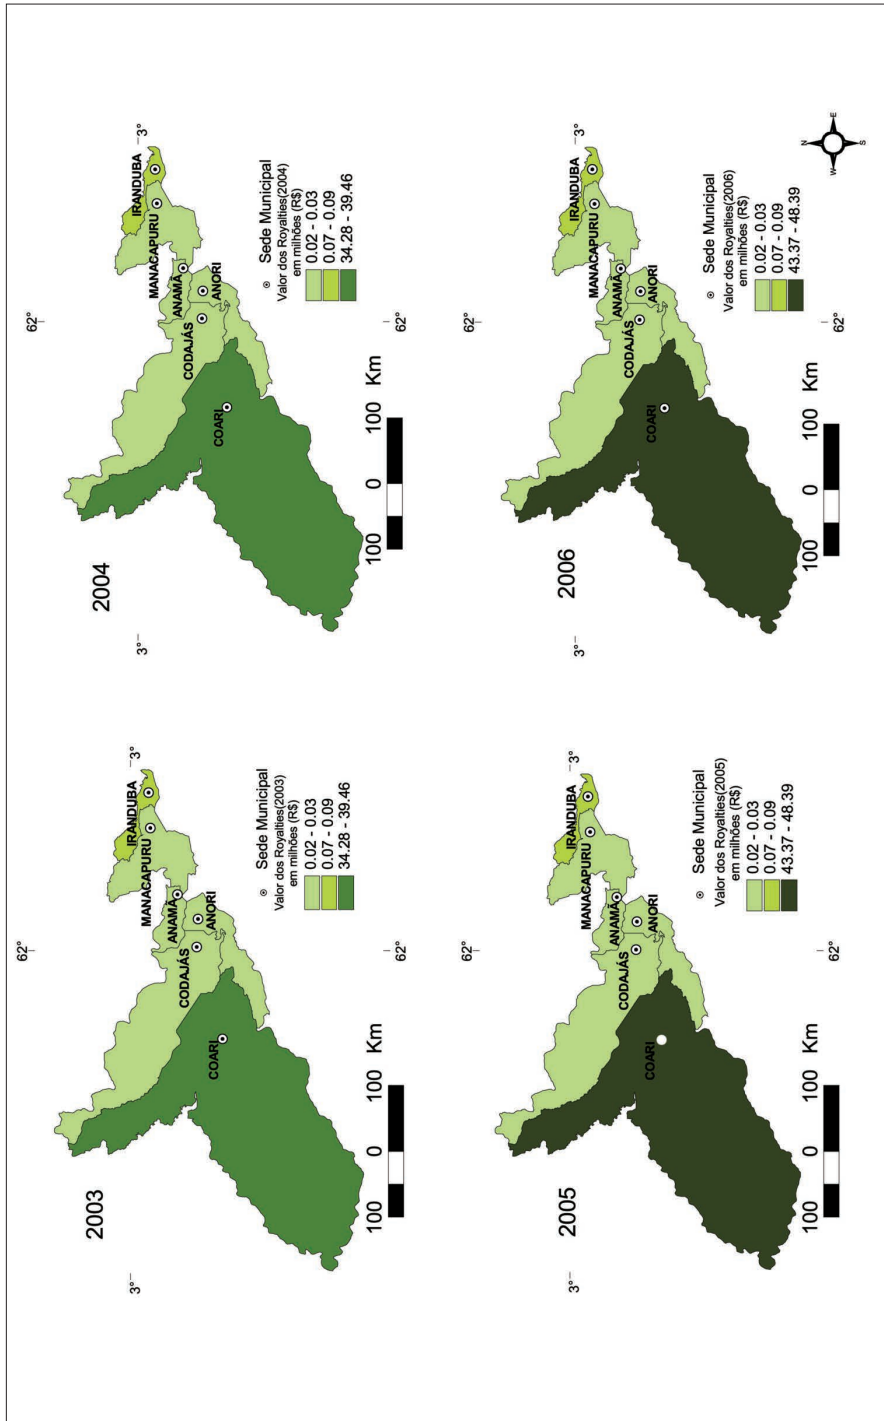 62°
2003
3°
3°
IRANDUBA
MANACAPURU
ANAMÃ
CODAJÁS
ANORI
COARI
Sede Municipal
Valor dos Royalties(2003)
em milhões (R$)
0.02 - 0.03
0.07 - 0.09
34.28 - 39.46
100 0 100 Km
62°
62°
2004
3°
3°
IRANDUBA
MANACAPURU
ANAMÃ
CODAJÁS
ANORI
COARI
Sede Municipal
Valor dos Royalties(2004)
em milhões (R$)
0.02 - 0.03
0.07 - 0.09
34.28 - 39.46
100 0 100 Km
62°
62°
2005
3°
3°
IRANDUBA
MANACAPURU
ANAMÃ
CODAJÁS
ANORI
COARI
Sede Municipal
Valor dos Royalties(2005)
em milhões (R$)
0.02 - 0.03
0.07 - 0.09
43.37 - 48.39
100 0 100 Km
62°
62°
2006
3°
3°
IRANDUBA
MANACAPURU
ANAMÃ
CODAJÁS
ANORI
COARI
Sede Municipal
Valor dos Royalties(2006)
em milhões (R$)
0.02 - 0.03
0.07 - 0.09
43.37 - 48.39
100 0 100 Km
62°
N
W E
S